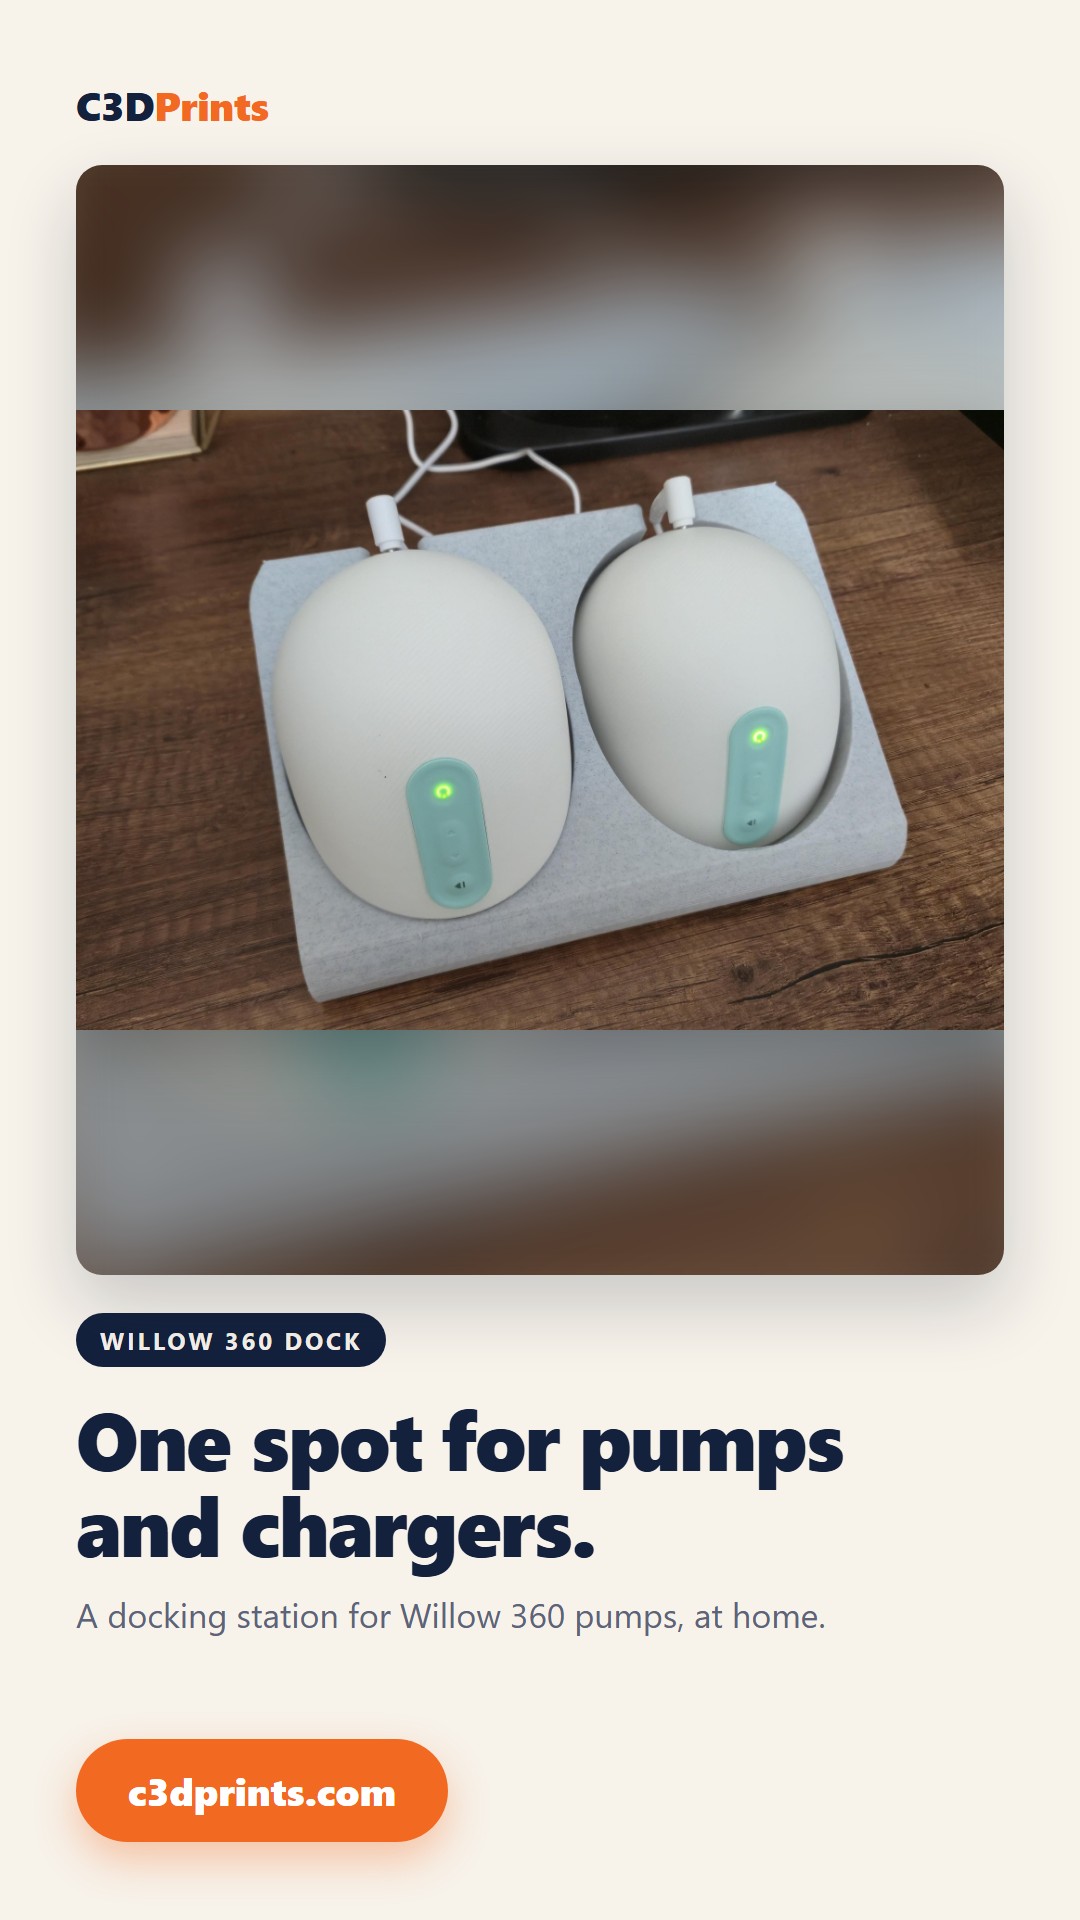 C3DPrints
WILLOW 360 DOCK
One spot for pumps
and chargers.
A docking station for Willow 360 pumps, at home.
c3dprints.com